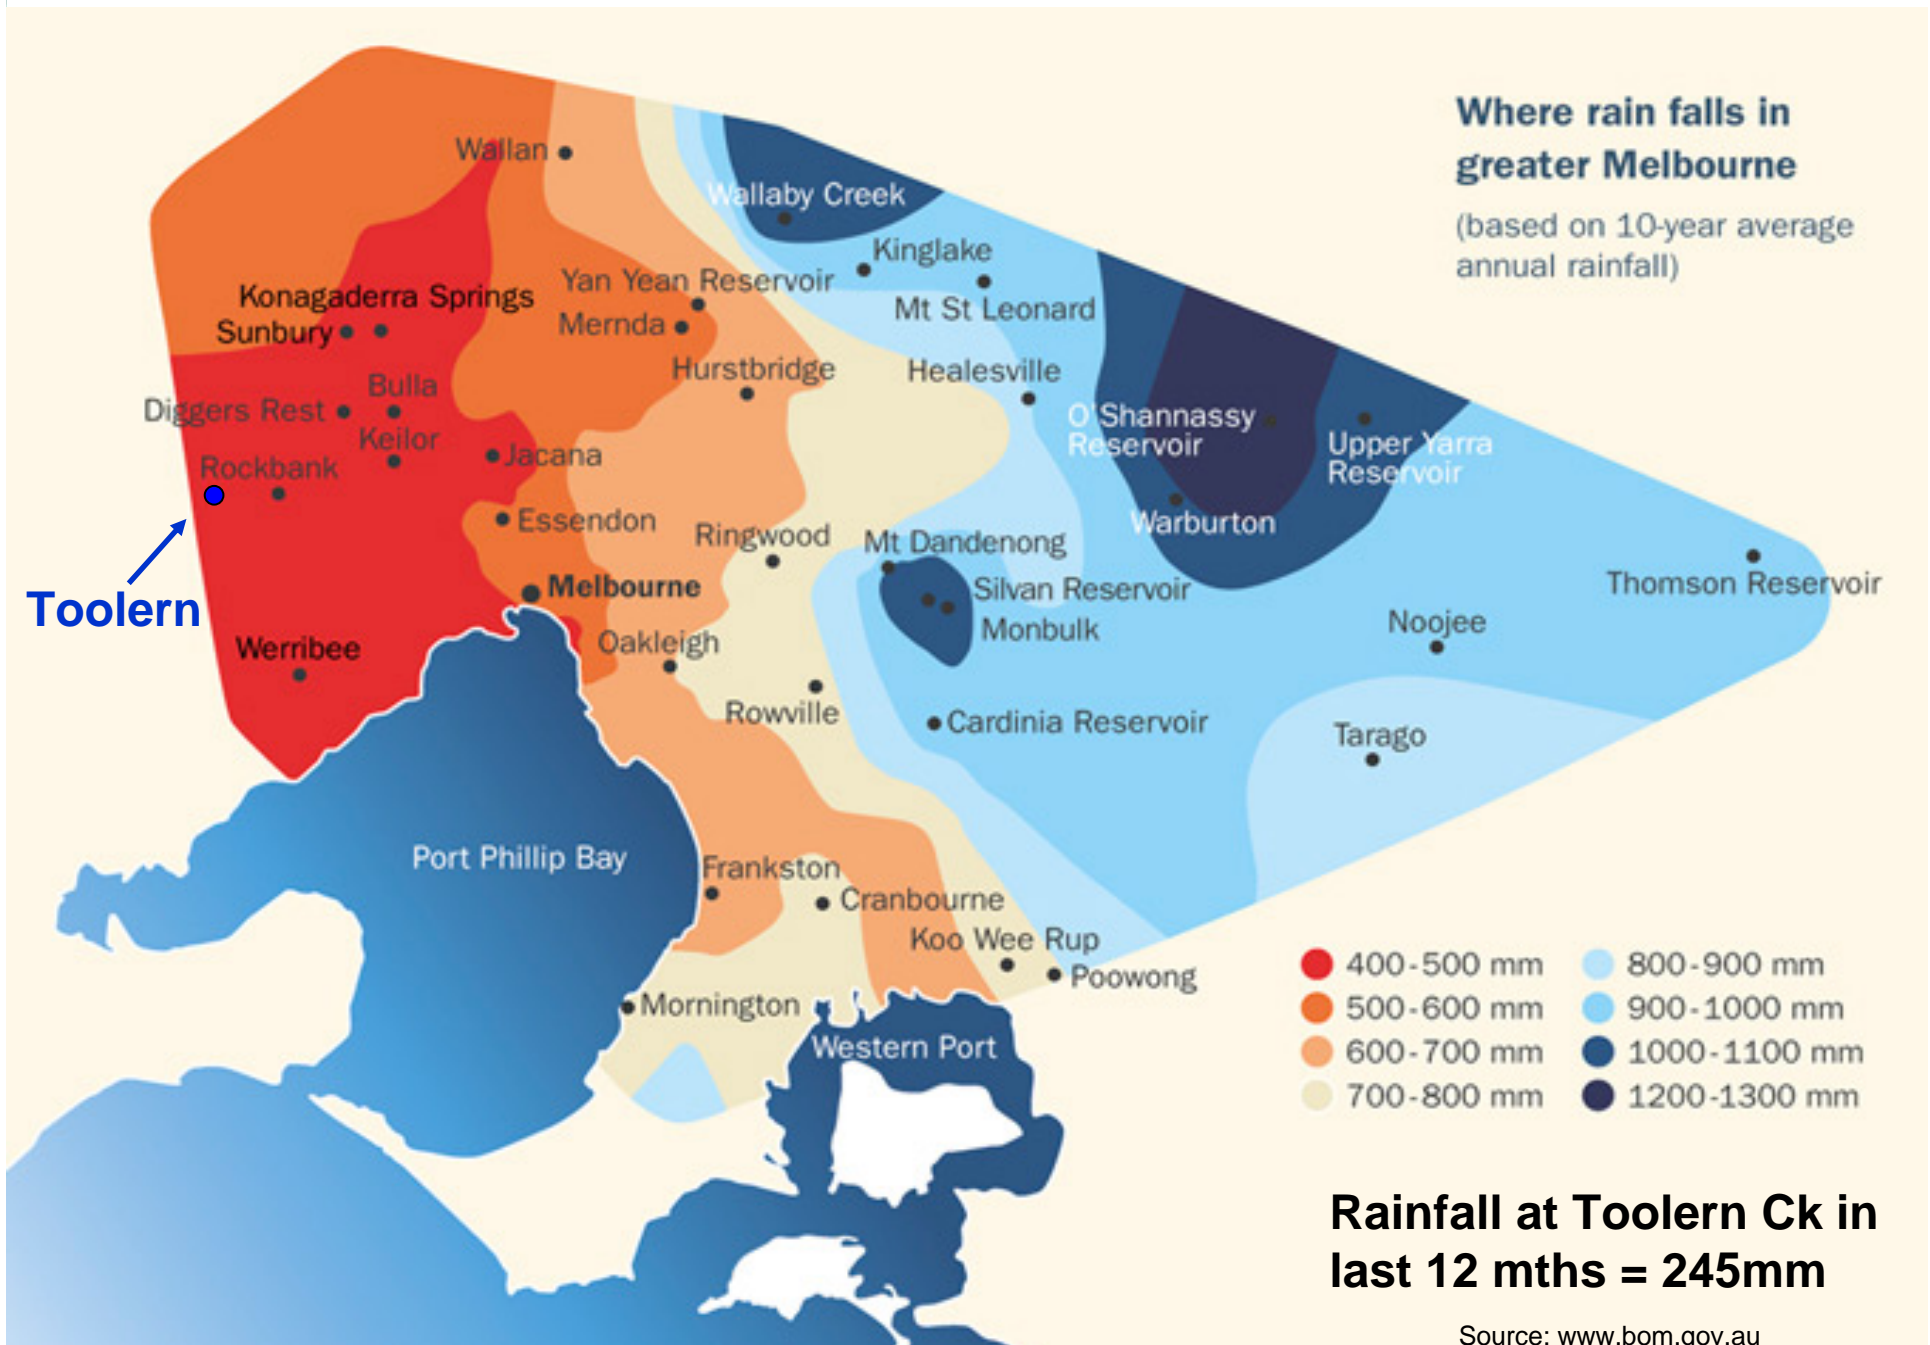 Where rain falls in
greater Melbourne
(based on 10-year average
annual rainfall)
Wallan
Wallaby Creek
Kinglake
Yan Yean Reservoir
Mt St Leonard
Konagaderra Springs
Sunbury
Mernda
Hurstbridge
Healesville
Bulla
Diggers Rest
O'Shannassy
Reservoir
Keilor
Upper Yarra
Reservoir
Jacana
Rockbank
Essendon
Warburton
Ringwood
Mt Dandenong
Thomson Reservoir
Melbourne
Silvan Reservoir
Toolern
Monbulk
Noojee
Werribee
Oakleigh
Rowville
Cardinia Reservoir
Tarago
Port Phillip Bay
Frankston
Cranbourne
Koo Wee Rup
Poowong
Mornington
Western Port
400-500 mm
500-600 mm
600-700 mm
700-800 mm
800-900 mm
900-1000 mm
1000-1100 mm
1200-1300 mm
Rainfall at Toolern Ck in
last 12 mths = 245mm
Source: www.bom.gov.au